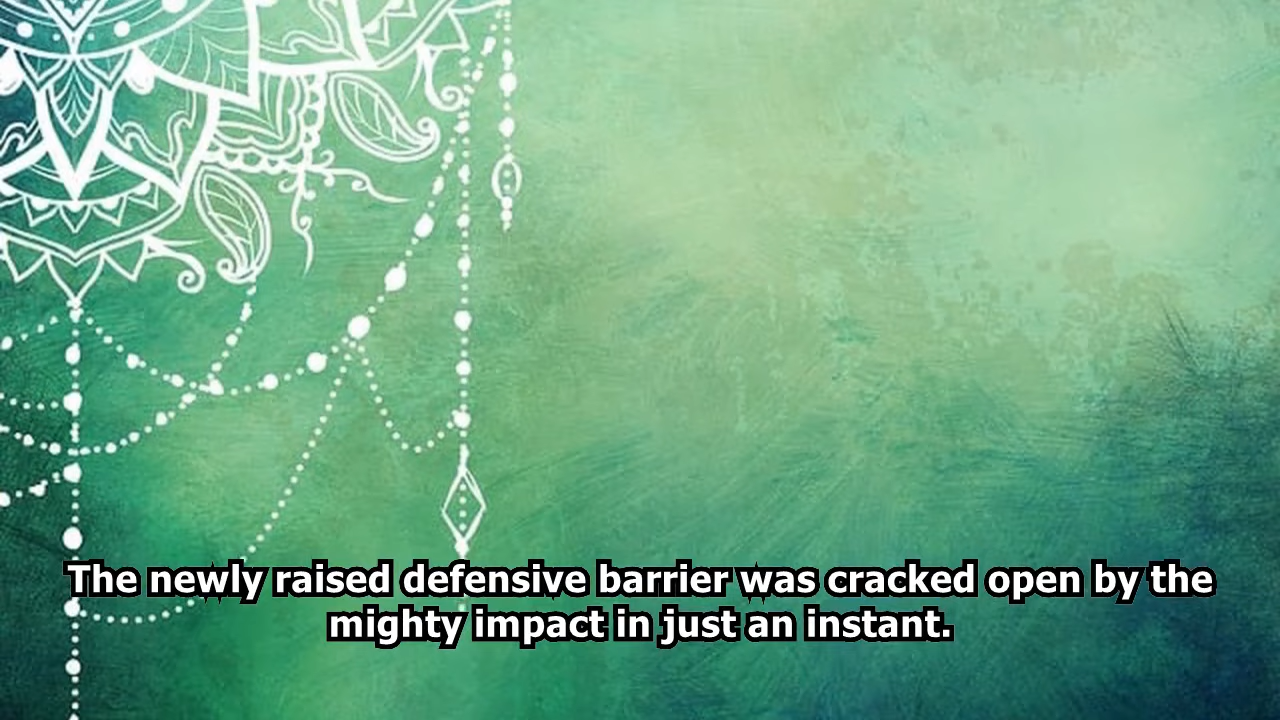 The newly raised defensive barrier was cracked open by the
mighty impact in just an instant.